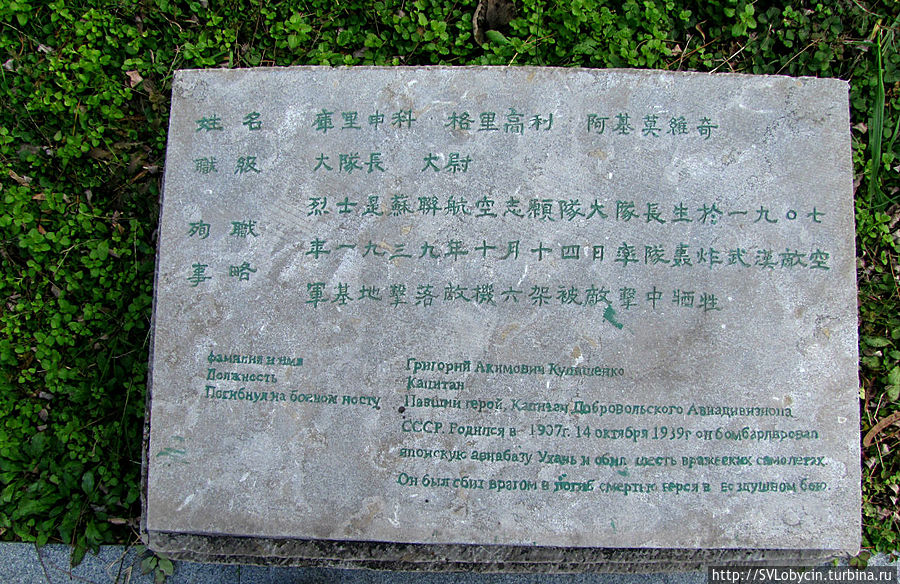 姓名 庫里申科 格里高利 阿基莫維奇
職級 大隊長 大尉
殉職 烈士是蘇聯航空志願隊大隊長生於一九〇七
年一九三九年十月十四日率隊轟炸武漢敵空
事略
軍基地擊落敵機六架被敵擊中牺牲
фамилия и имя Григорий Акимович Кулишенко
Должность Капитан
Погибнул на боеном посту Павший герой, Капитан Добровольского Авиадивизиона
СССР. Родился в 1907г. 14 октября 1939г он бомбарлировал
японскую авиабазу Ухань и сбил шесть вражеских самолетах.
Он был сбит врагом в погиб смертью героя в воздушном бою.
http://SVLobycin.turbina.ru